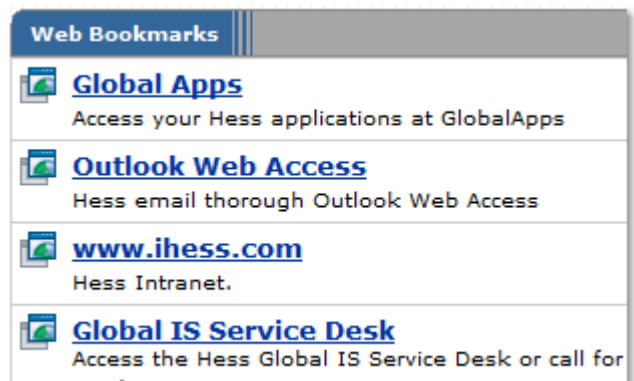 Web Bookmarks
Global Apps
Access your Hess applications at GlobalApps
Outlook Web Access
Hess email thorough Outlook Web Access
www.ihess.com
Hess Intranet.
Global IS Service Desk
Access the Hess Global IS Service Desk or call for